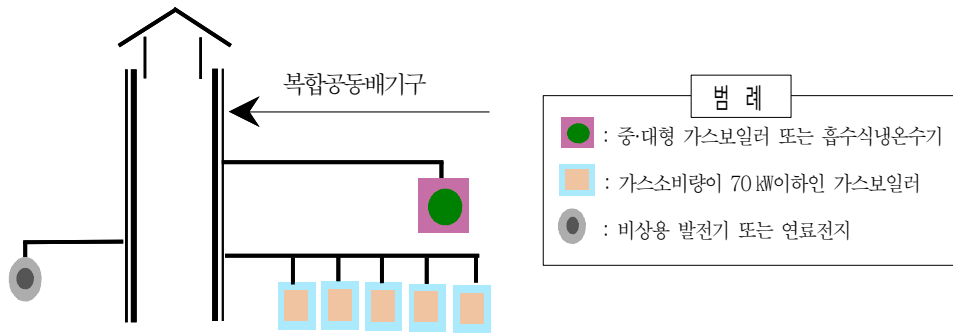 복합공동배기구
범 례
: 중·대형 가스보일러 또는 흡수식냉온수기
: 가스소비량이 70㎾이하인 가스보일러
: 비상용 발전기 또는 연료전지